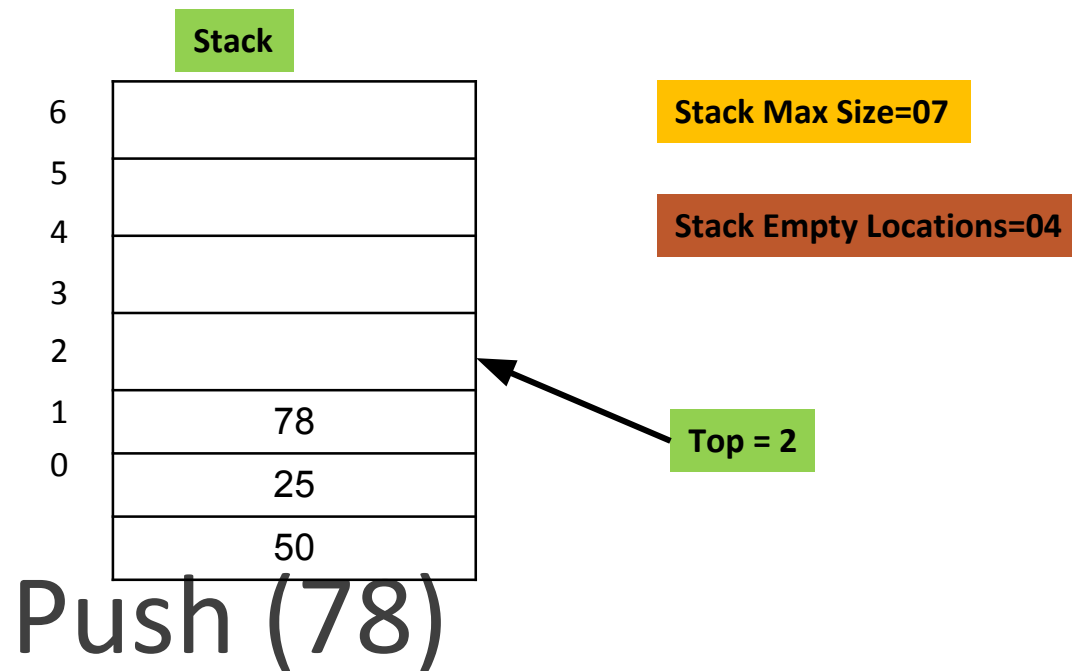 Stack
6
5
4
3
2
1
0
78
25
50
Stack Max Size=07
Stack Empty Locations=04
Top = 2
Push (78)